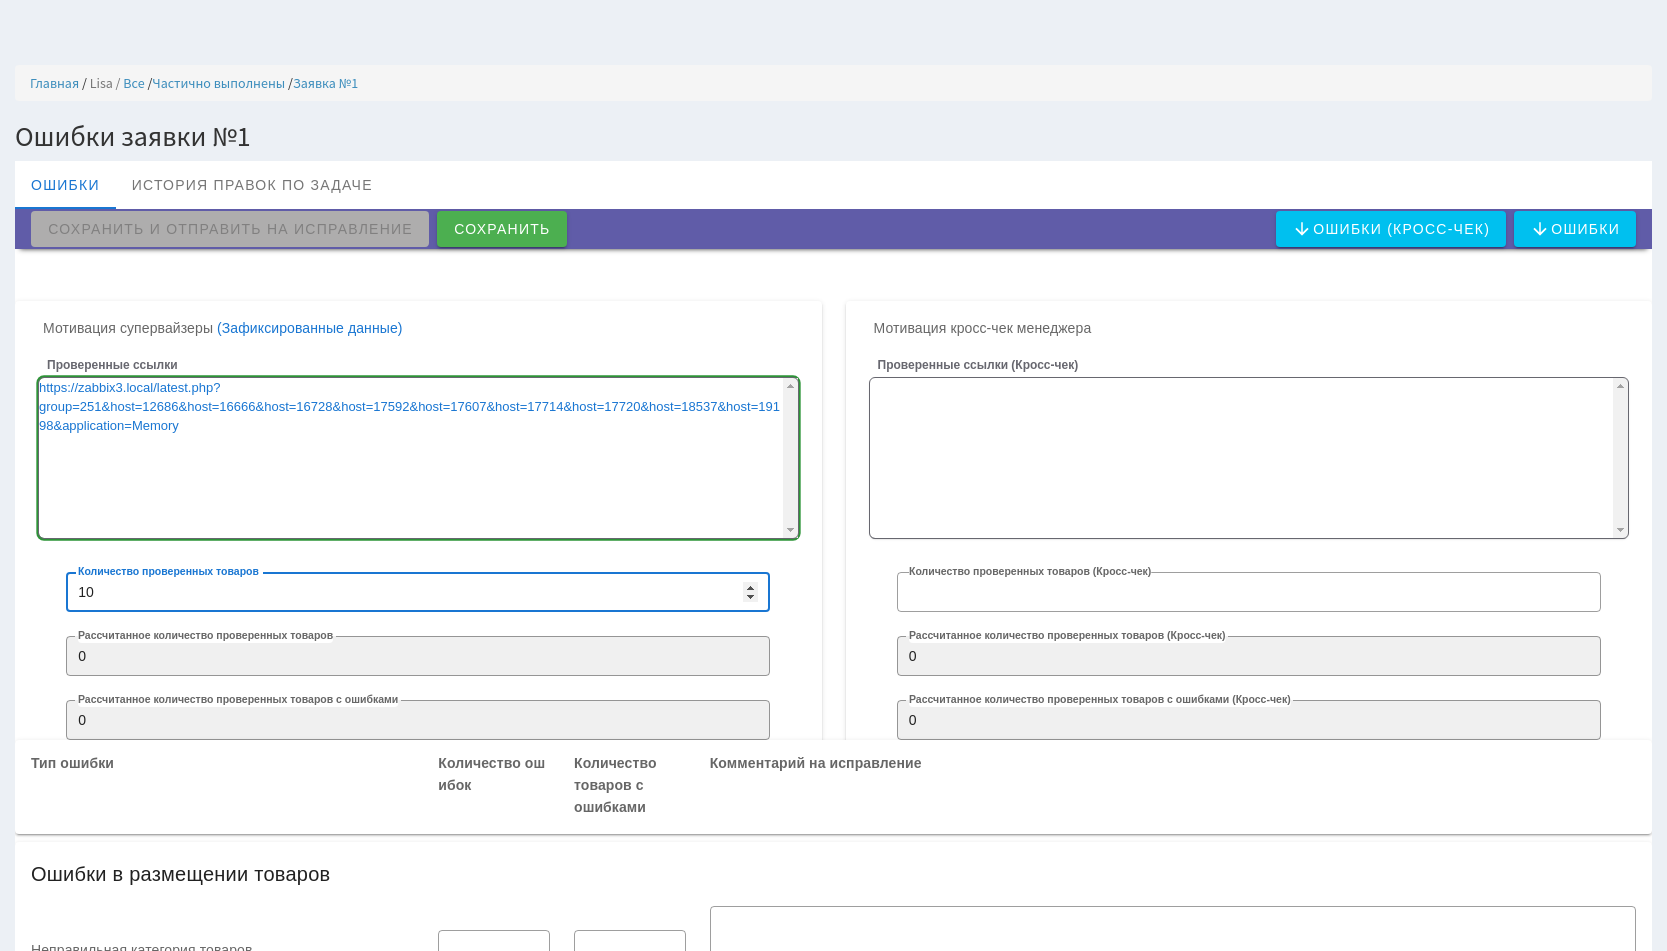 Главная / Lisa / Все /Частично выполнены /Заявка №1
Ошибки заявки №1
ОШИБКИ ИСТОРИЯ ПРАВОК ПО ЗАДАЧЕ
СОХРАНИТЬ И ОТПРАВИТЬ НА ИСПРАВЛЕНИЕ СОХРАНИТЬ ОШИБКИ (КРОСС-ЧЕК) ОШИБКИ
Мотивация супервайзеры (Зафиксированные данные)
Проверенные ссылки
https://zabbix3.local/latest.php?
group=251&host=12686&host=16666&host=16728&host=17592&host=17607&host=17714&host=17720&host=18537&host=191
98&application=Memory
Количество проверенных товаров
10
Рассчитанное количество проверенных товаров
0
Рассчитанное количество проверенных товаров с ошибками
0
Мотивация кросс-чек менеджера
Проверенные ссылки (Кросс-чек)
Количество проверенных товаров (Кросс-чек)
Рассчитанное количество проверенных товаров (Кросс-чек)
0
Рассчитанное количество проверенных товаров с ошибками (Кросс-чек)
0
Тип ошибки
Количество ош
ибок
Количество
товаров с
ошибками
Комментарий на исправление
Ошибки в размещении товаров
Неправильная категория товаров